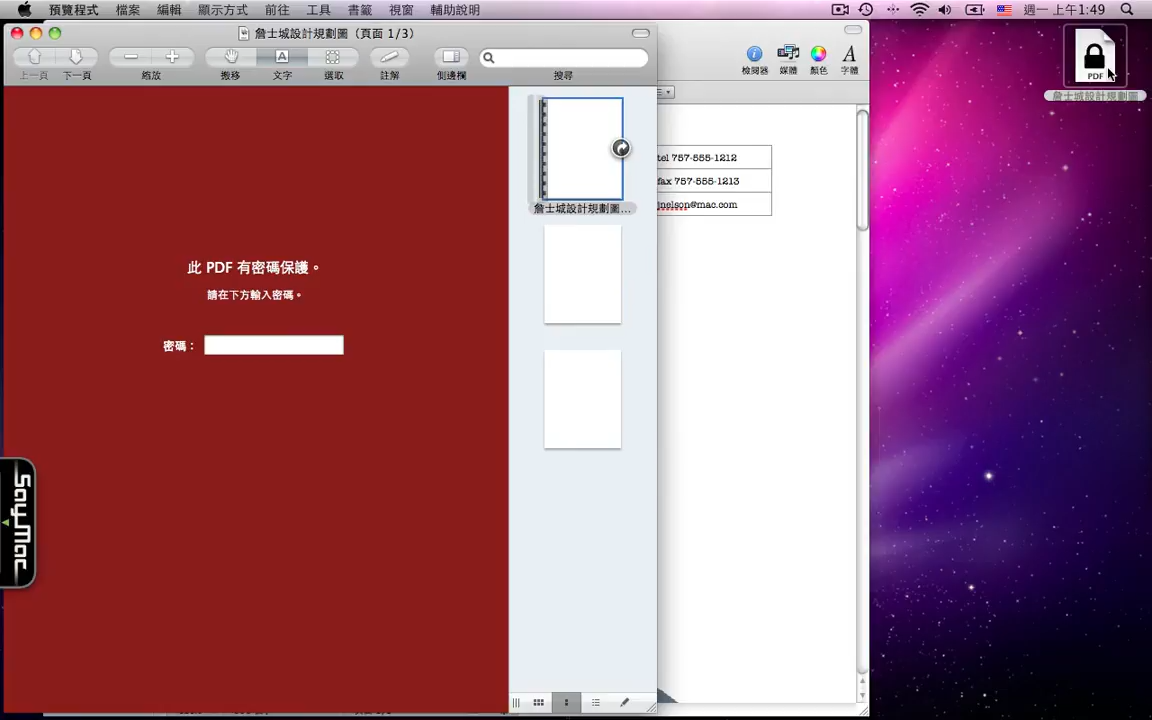 預覽程式 檔案 編輯 顯示方式 前往 工具 書籤 視窗 輔助說明
週一 上午1:49
詹士城設計規劃圖（頁面 1/3）
上一頁 下一頁 縮放 搬移 文字 選取 註解 側邊欄 搜尋
檢閱器 媒體 顏色 字體
PDF
詹士城設計規劃圖
tel 757-555-1212
fax 757-555-1213
jnelson@mac.com
詹士城設計規劃圖...
此 PDF 有密碼保護。
請在下方輸入密碼。
密碼：
SayMac